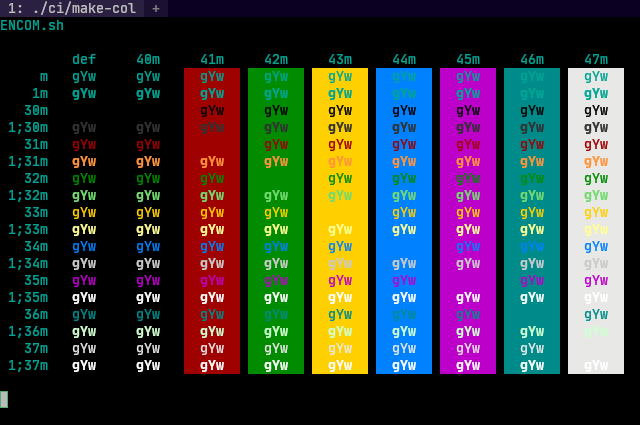 1: ./ci/make-col +
ENCOM.sh
def 40m 41m 42m 43m 44m 45m 46m 47m
m gYw gYw gYw gYw gYw gYw gYw gYw gYw
1m gYw gYw gYw gYw gYw gYw gYw gYw gYw
30m gYw gYw gYw gYw gYw gYw gYw
1;30m gYw gYw gYw gYw gYw gYw gYw gYw gYw
31m gYw gYw gYw gYw gYw gYw gYw gYw
1;31m gYw gYw gYw gYw gYw gYw gYw gYw gYw
32m gYw gYw gYw gYw gYw gYw gYw gYw
1;32m gYw gYw gYw gYw gYw gYw gYw gYw gYw
33m gYw gYw gYw gYw gYw gYw gYw gYw
1;33m gYw gYw gYw gYw gYw gYw gYw gYw gYw
34m gYw gYw gYw gYw gYw gYw gYw gYw
1;34m gYw gYw gYw gYw gYw gYw gYw gYw gYw
35m gYw gYw gYw gYw gYw gYw gYw gYw
1;35m gYw gYw gYw gYw gYw gYw gYw gYw gYw
36m gYw gYw gYw gYw gYw gYw gYw gYw
1;36m gYw gYw gYw gYw gYw gYw gYw gYw gYw
37m gYw gYw gYw gYw gYw gYw gYw gYw
1;37m gYw gYw gYw gYw gYw gYw gYw gYw gYw